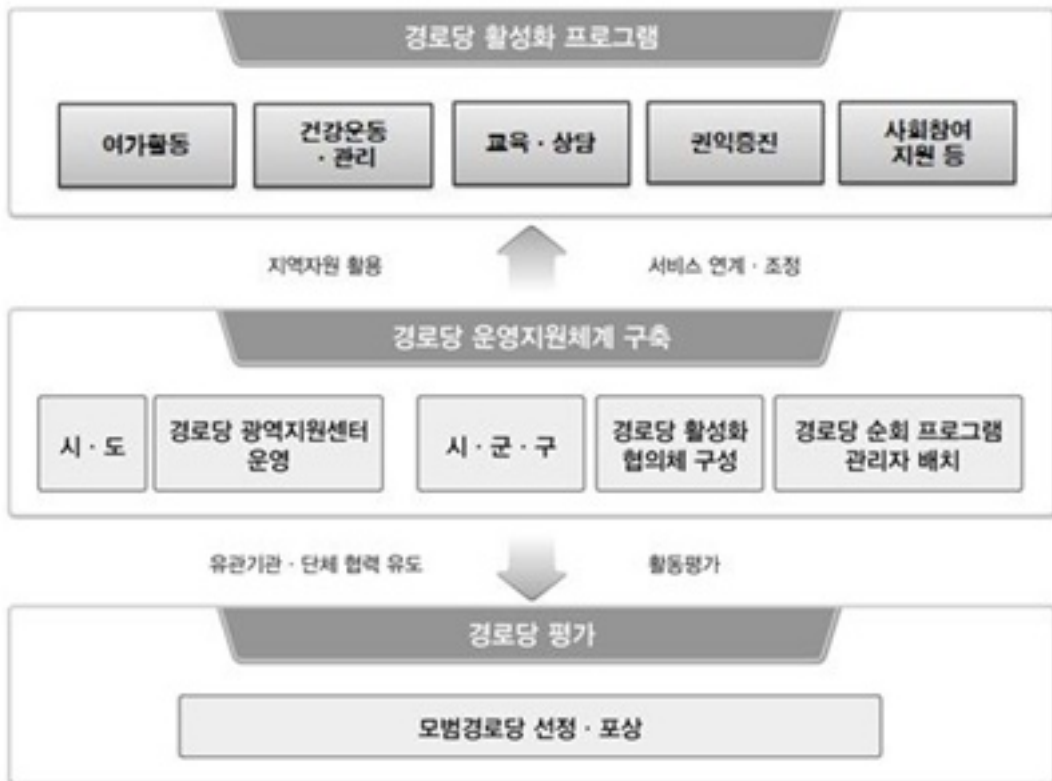 경로당 활성화 프로그램
여가활동
건강운동
· 관리
교육 · 상담
권익증진
사회참여
지원 등
지역자원 활용
서비스 연계 · 조정
경로당 운영지원체계 구축
시 · 도
경로당 광역지원센터
운영
시 · 군 · 구
경로당 활성화
협의체 구성
경로당 순회 프로그램
관리자 배치
유관기관 · 단체 협력 유도
활동평가
경로당 평가
모범경로당 선정 · 포상